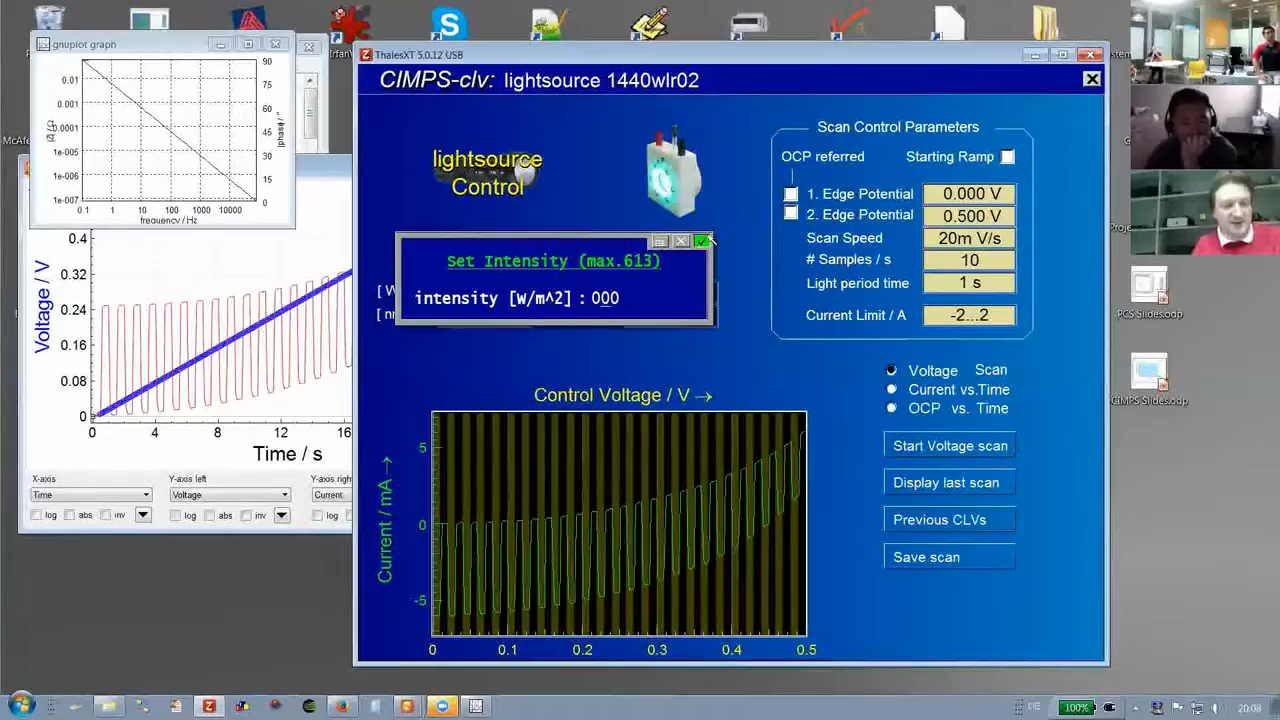 gnuplot graph
90
0.01
75
0.001
60
|Z| / Ω
0.0001
45
|phase| / °
1e-005
30
1e-006
15
1e-007
0
0.1
1
10
100
1000
10000
frequency / Hz
ThalesXT 5.0.12 USB
CIMPS-clv: lightsource 1440wlr02
lightsource
Control
Set Intensity (max.613)
intensity [W/m^2] : 000
Scan Control Parameters
OCP referred
Starting Ramp
1. Edge Potential
0.000 V
2. Edge Potential
0.500 V
Scan Speed
20m V/s
# Samples / s
10
Light period time
1 s
Current Limit / A
-2...2
Voltage Scan
Current vs.Time
OCP vs. Time
Start Voltage scan
Display last scan
Previous CLVs
Save scan
Control Voltage / V →
Current / mA →
5
0
-5
0
0.1
0.2
0.3
0.4
0.5
Voltage / V
0.4
0.32
0.24
0.16
0.08
0
0
4
8
12
16
Time / s
X-axis
Y-axis left
Y-axis righ
Time
Voltage
Current
log
abs
inv
log
abs
inv
log
PCS Slides.odp
CIMPS Slides.odp
DE
100%
20:08